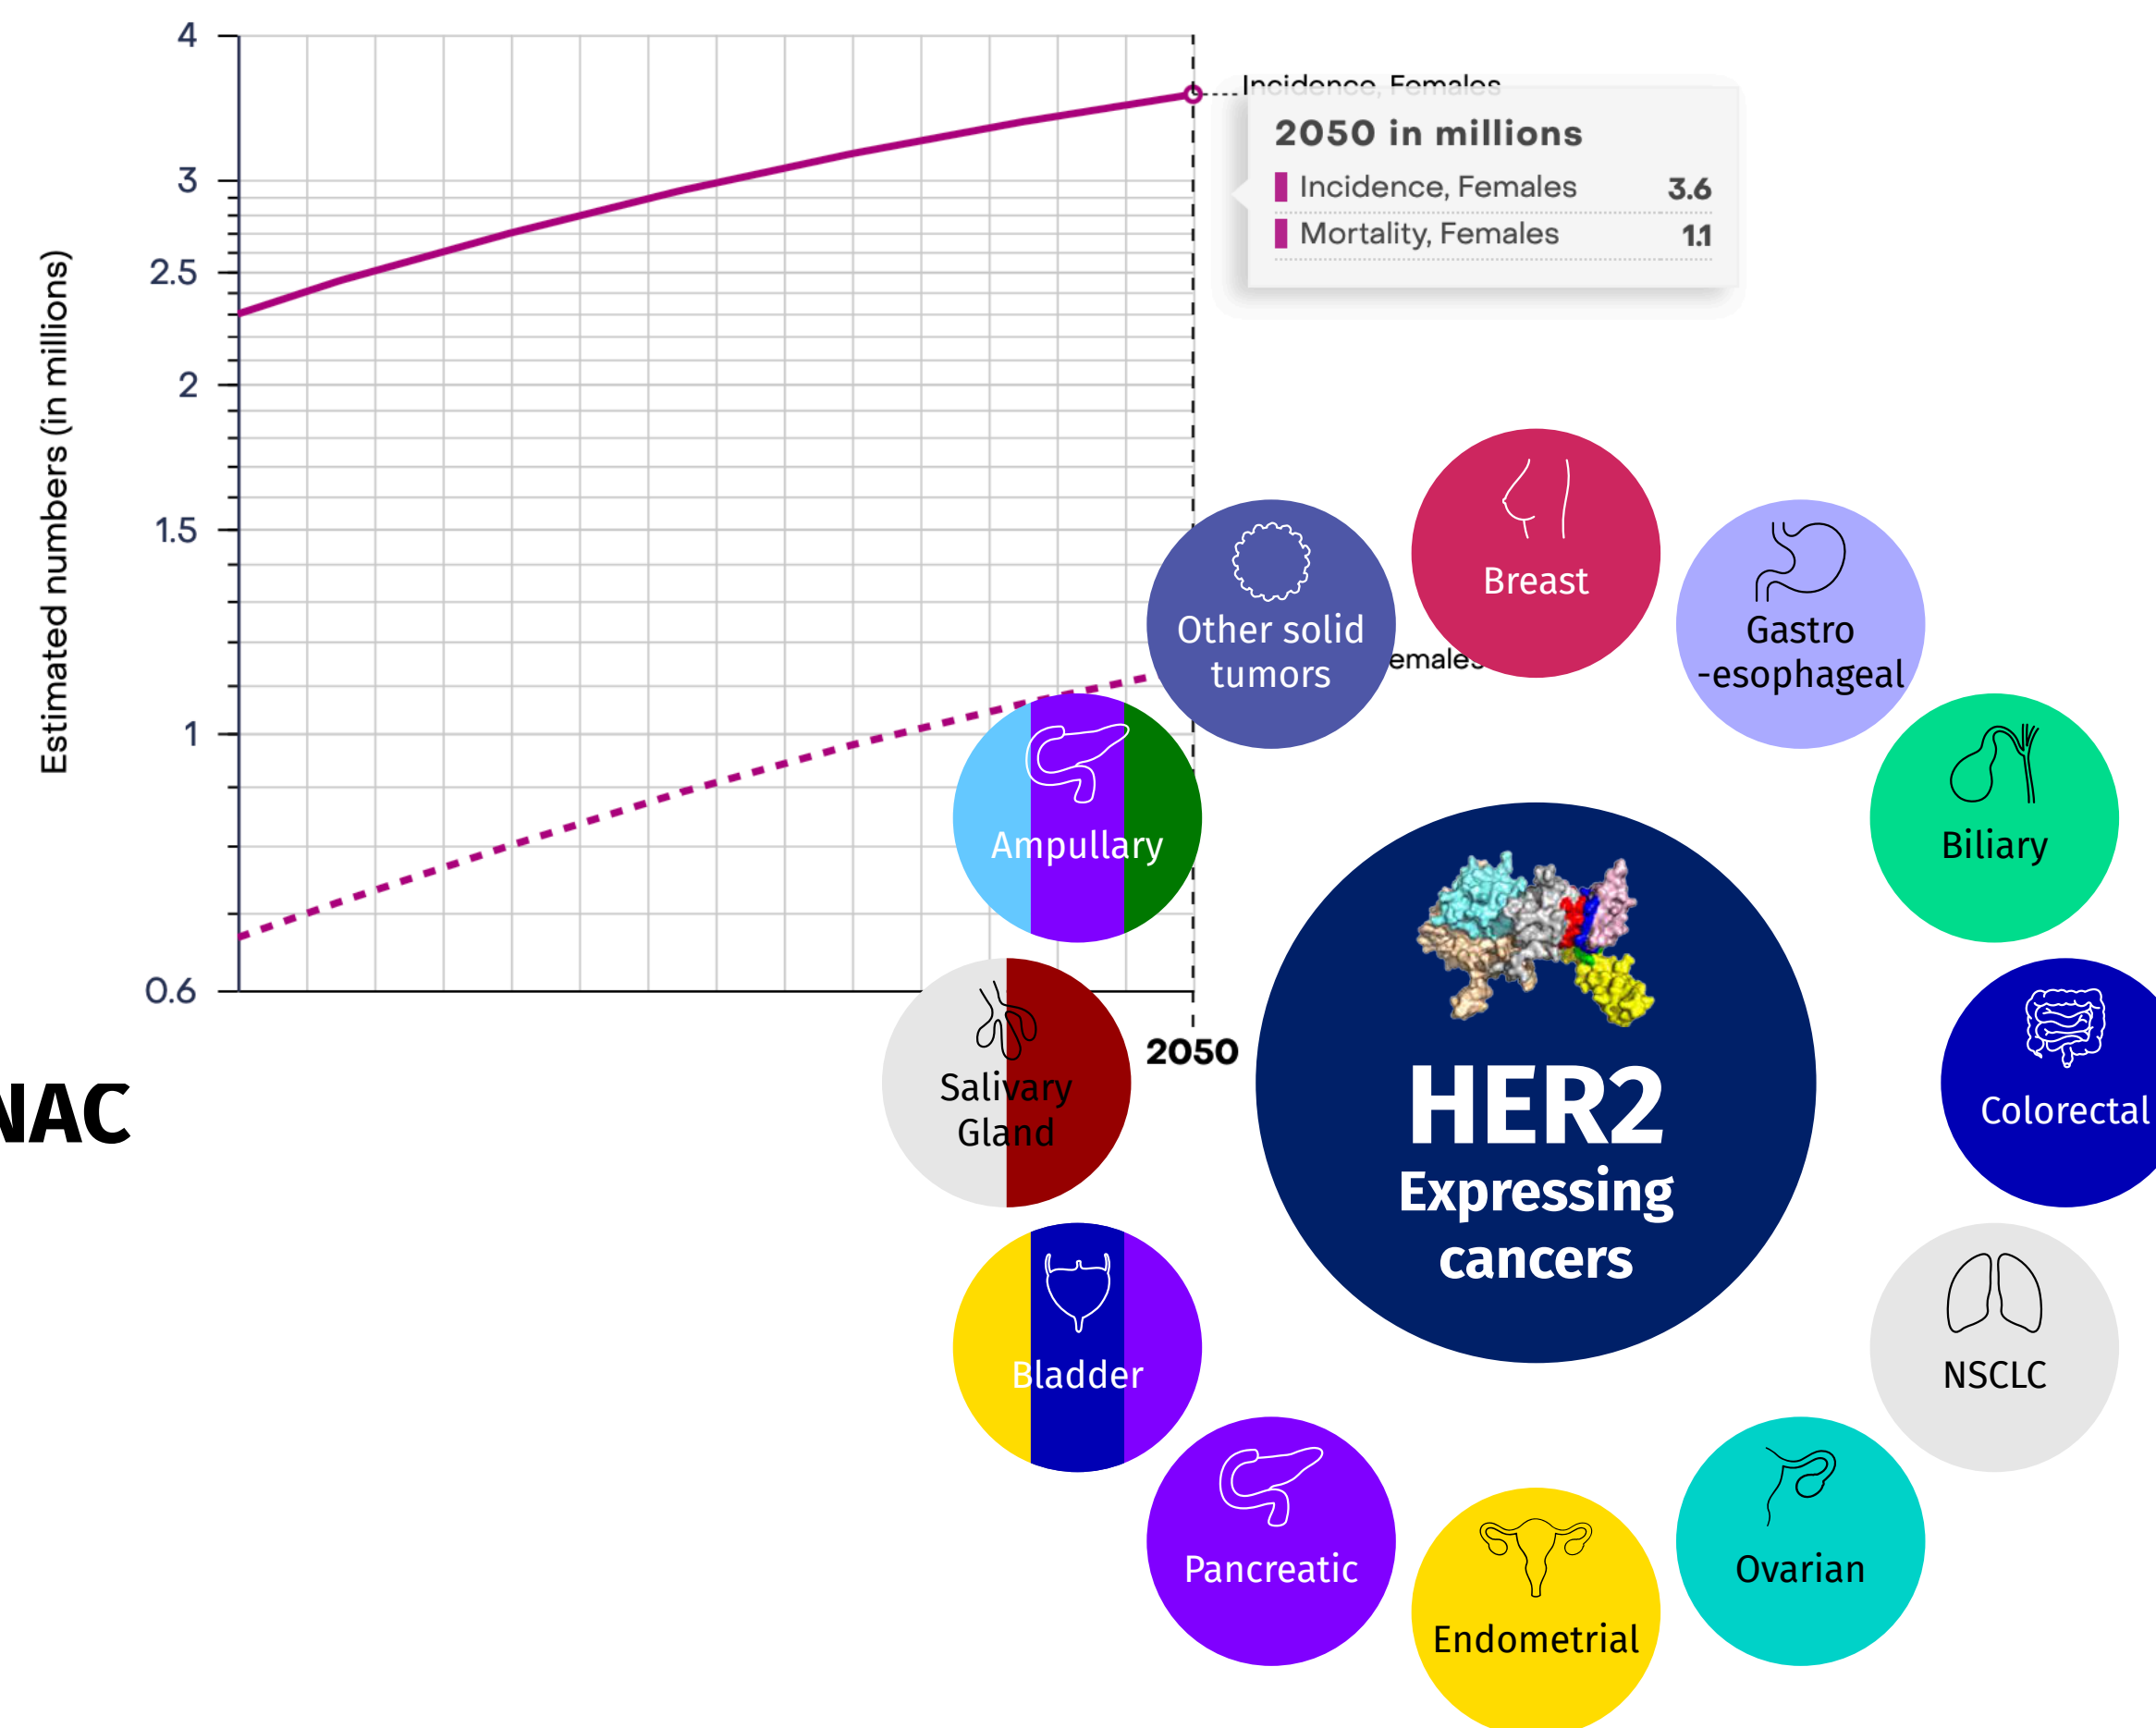 4
3
2.5
2
1.5
1
0.6
Estimated numbers (in millions)
Incidence, Females
2050 in millions
Incidence, Females 3.6
Mortality, Females 1.1
emales
2050
NAC
Breast
Gastro
-esophageal
Biliary
Colorectal
NSCLC
Ovarian
Endometrial
Pancreatic
Bladder
Salivary
Gland
Ampullary
Other solid
tumors
HER2
Expressing
cancers